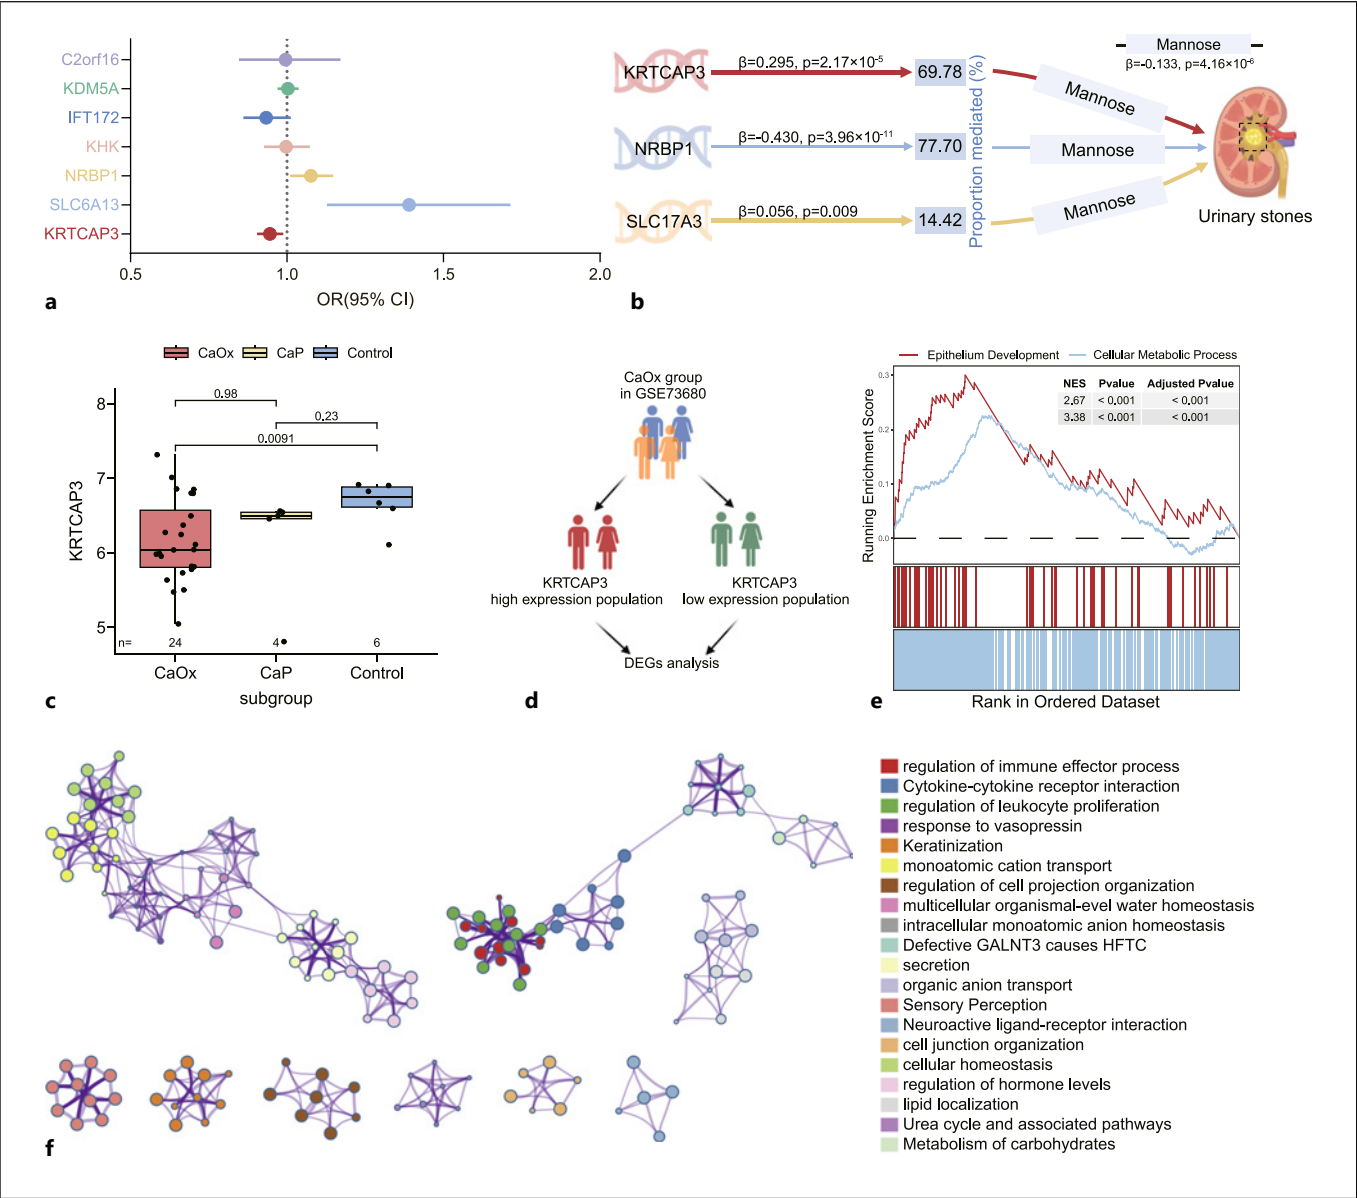 C2orf16
KDM5A
IFT172
KHK
NRBP1
SLC6A13
KRTCAP3
0.5
1.0
1.5
2.0
OR(95% CI)
a
KRTCAP3
β=0.295, p=2.17×10⁻⁵
69.78
NRBP1
β=-0.430, p=3.96×10⁻¹¹
77.70
SLC17A3
β=0.056, p=0.009
14.42
Proportion mediated (%)
Mannose
Mannose
Mannose
Mannose
β=-0.133, p=4.16×10⁻⁶
Urinary stones
b
CaOx
CaP
Control
KRTCAP3
8
7
6
5
0.98
0.23
0.0091
n=
24
4
6
CaOx
CaP
Control
subgroup
c
CaOx group
in GSE73680
KRTCAP3
high expression population
KRTCAP3
low expression population
DEGs analysis
d
Epithelium Development
Cellular Metabolic Process
Running Enrichment Score
0.3
0.2
0.1
0.0
NES Pvalue Adjusted Pvalue
2.67 < 0.001 < 0.001
3.38 < 0.001 < 0.001
Rank in Ordered Dataset
e
regulation of immune effector process
Cytokine-cytokine receptor interaction
regulation of leukocyte proliferation
response to vasopressin
Keratinization
monoatomic cation transport
regulation of cell projection organization
multicellular organismal-evel water homeostasis
intracellular monoatomic anion homeostasis
Defective GALNT3 causes HFTC
secretion
organic anion transport
Sensory Perception
Neuroactive ligand-receptor interaction
cell junction organization
cellular homeostasis
regulation of hormone levels
lipid localization
Urea cycle and associated pathways
Metabolism of carbohydrates
f